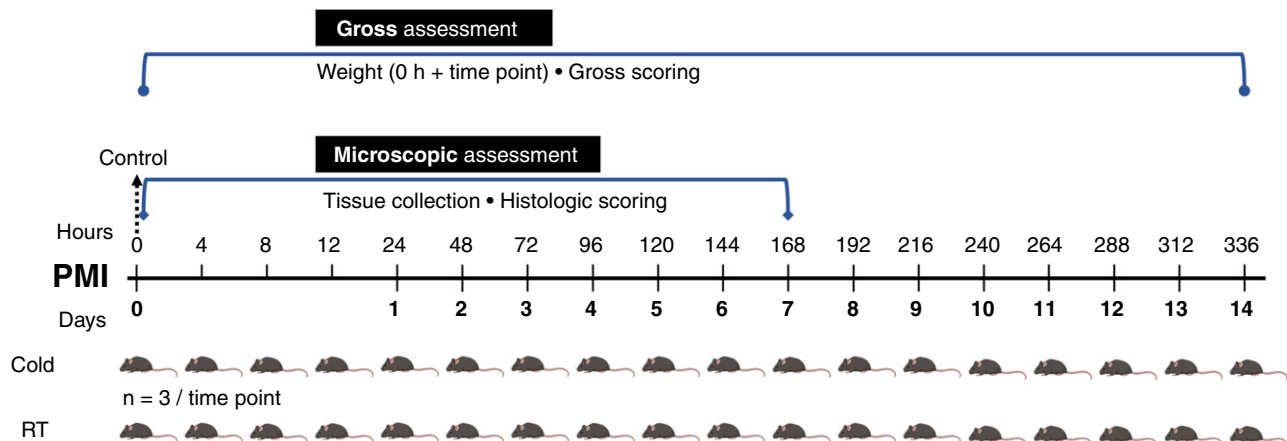 Gross assessment
Weight (0 h + time point) • Gross scoring
Control
Microscopic assessment
Tissue collection • Histologic scoring
Hours 0 4 8 12 24 48 72 96 120 144 168 192 216 240 264 288 312 336
PMI
Days 0 1 2 3 4 5 6 7 8 9 10 11 12 13 14
Cold
n = 3 / time point
RT